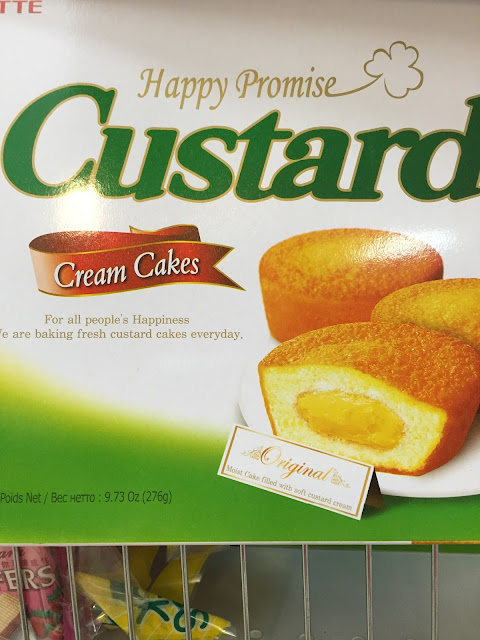 TTE
Happy Promise
Custard
Cream Cakes
For all people's Happiness
We are baking fresh custard cakes everyday.
Original
Moist Cake filled with soft custard cream
Poids Net / Вес нетто : 9.73 Oz (276g)
FERS